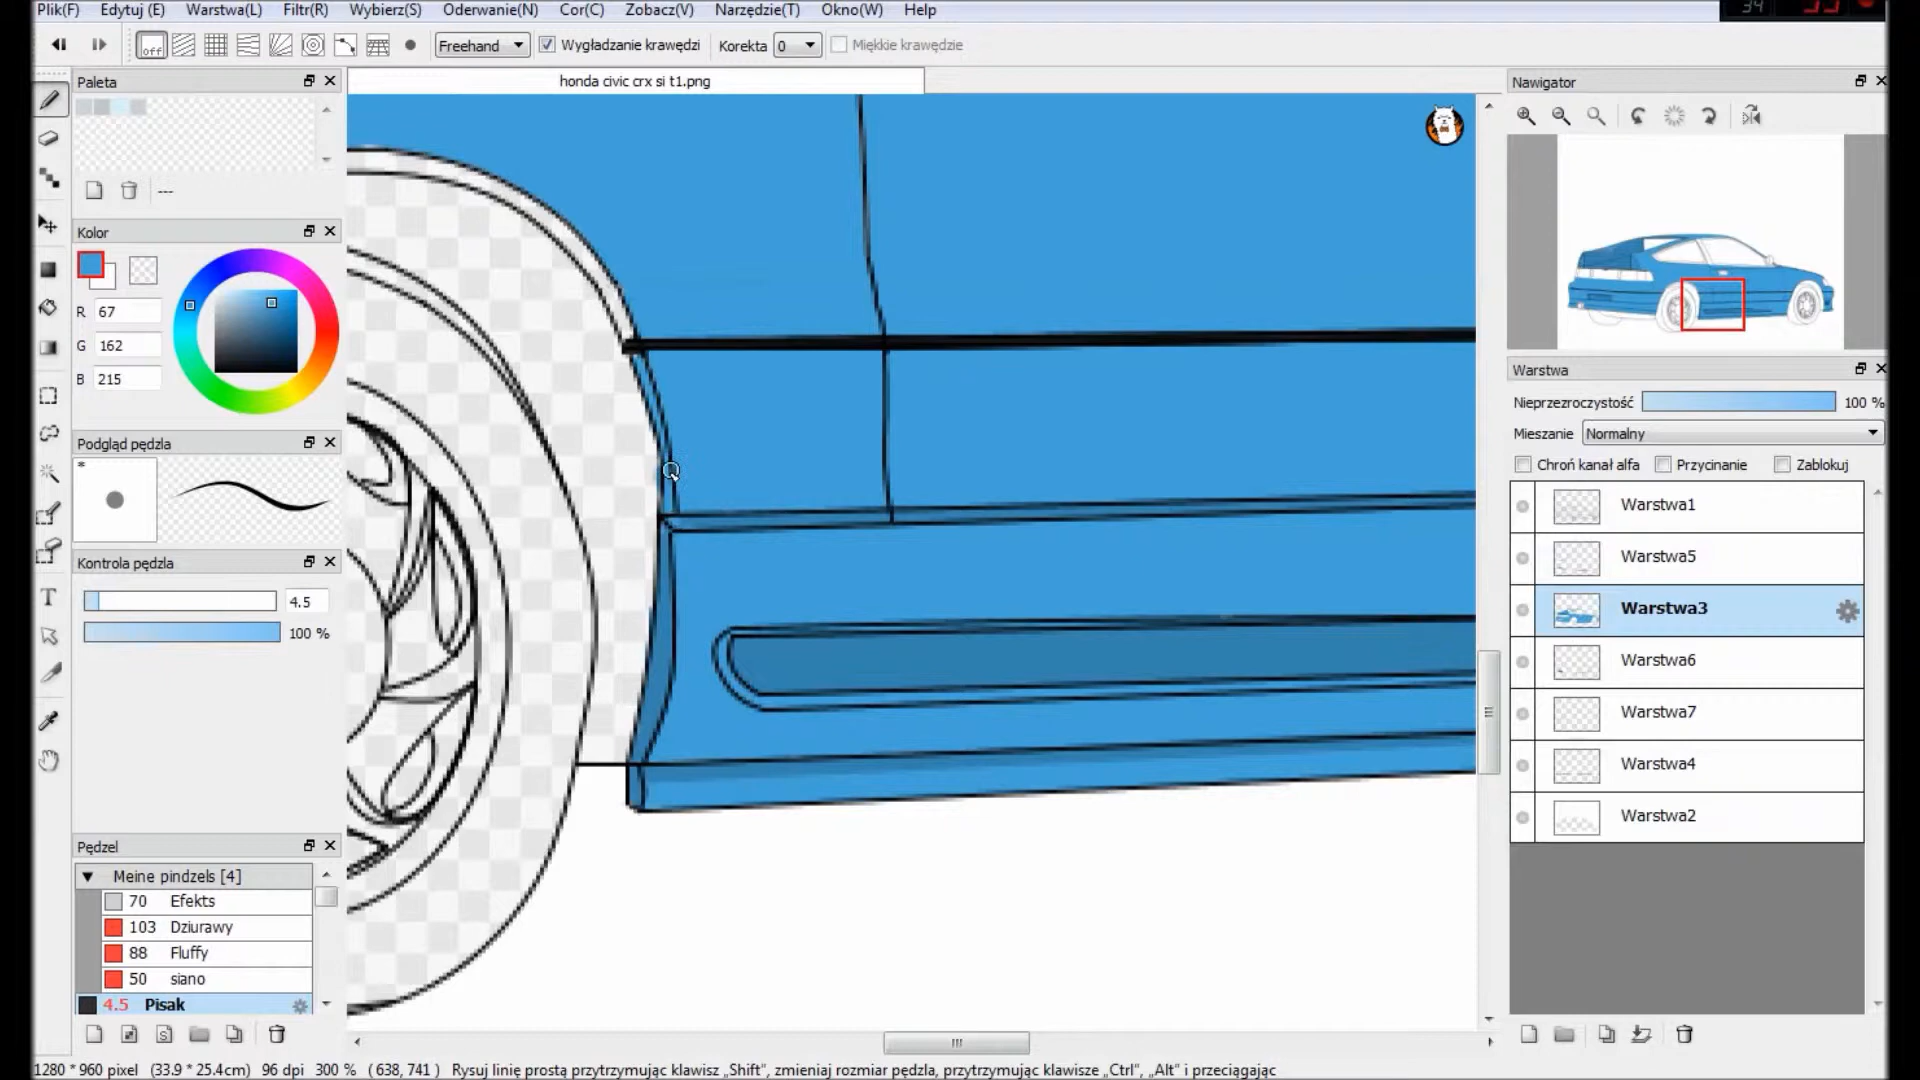 Plik(F) Edytuj (E) Warstwa(L) Filtr(R) Wybierz(S) Oderwanie(N) Cor(C) Zobacz(V) Narzędzie(T) Okno(W) Help
off Freehand Wygładzanie krawędzi Korekta 0 Miękkie krawędzie
Paleta
honda civic crx si t1.png
Nawigator
---
Kolor
R 67
G 162
B 215
Warstwa
Nieprzezroczystość 100 %
Mieszanie Normalny
Chroń kanał alfa Przycinanie Zablokuj
Podgląd pędzla
*
Kontrola pędzla
4.5
100 %
Warstwa1
Warstwa5
Warstwa3
Warstwa6
Warstwa7
Warstwa4
Warstwa2
Pędzel
Meine pindzels [4]
70 Efekts
103 Dziurawy
88 Fluffy
50 siano
4.5 Pisak
T
S
1280 * 960 pixel (33.9 * 25.4cm) 96 dpi 300 % ( 638, 741 ) Rysuj linię prostą przytrzymując klawisz „Shift”, zmieniaj rozmiar pędzla, przytrzymując klawisze „Ctrl”, „Alt” i przeciągając